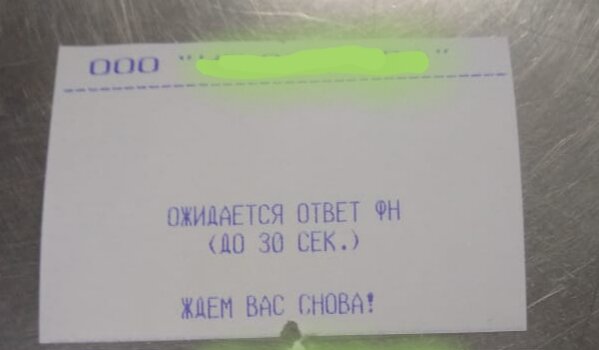 ООО "
ОЖИДАЕТСЯ ОТВЕТ ФН
(ДО 30 СЕК.)
ЖДЕМ ВАС СНОВА!